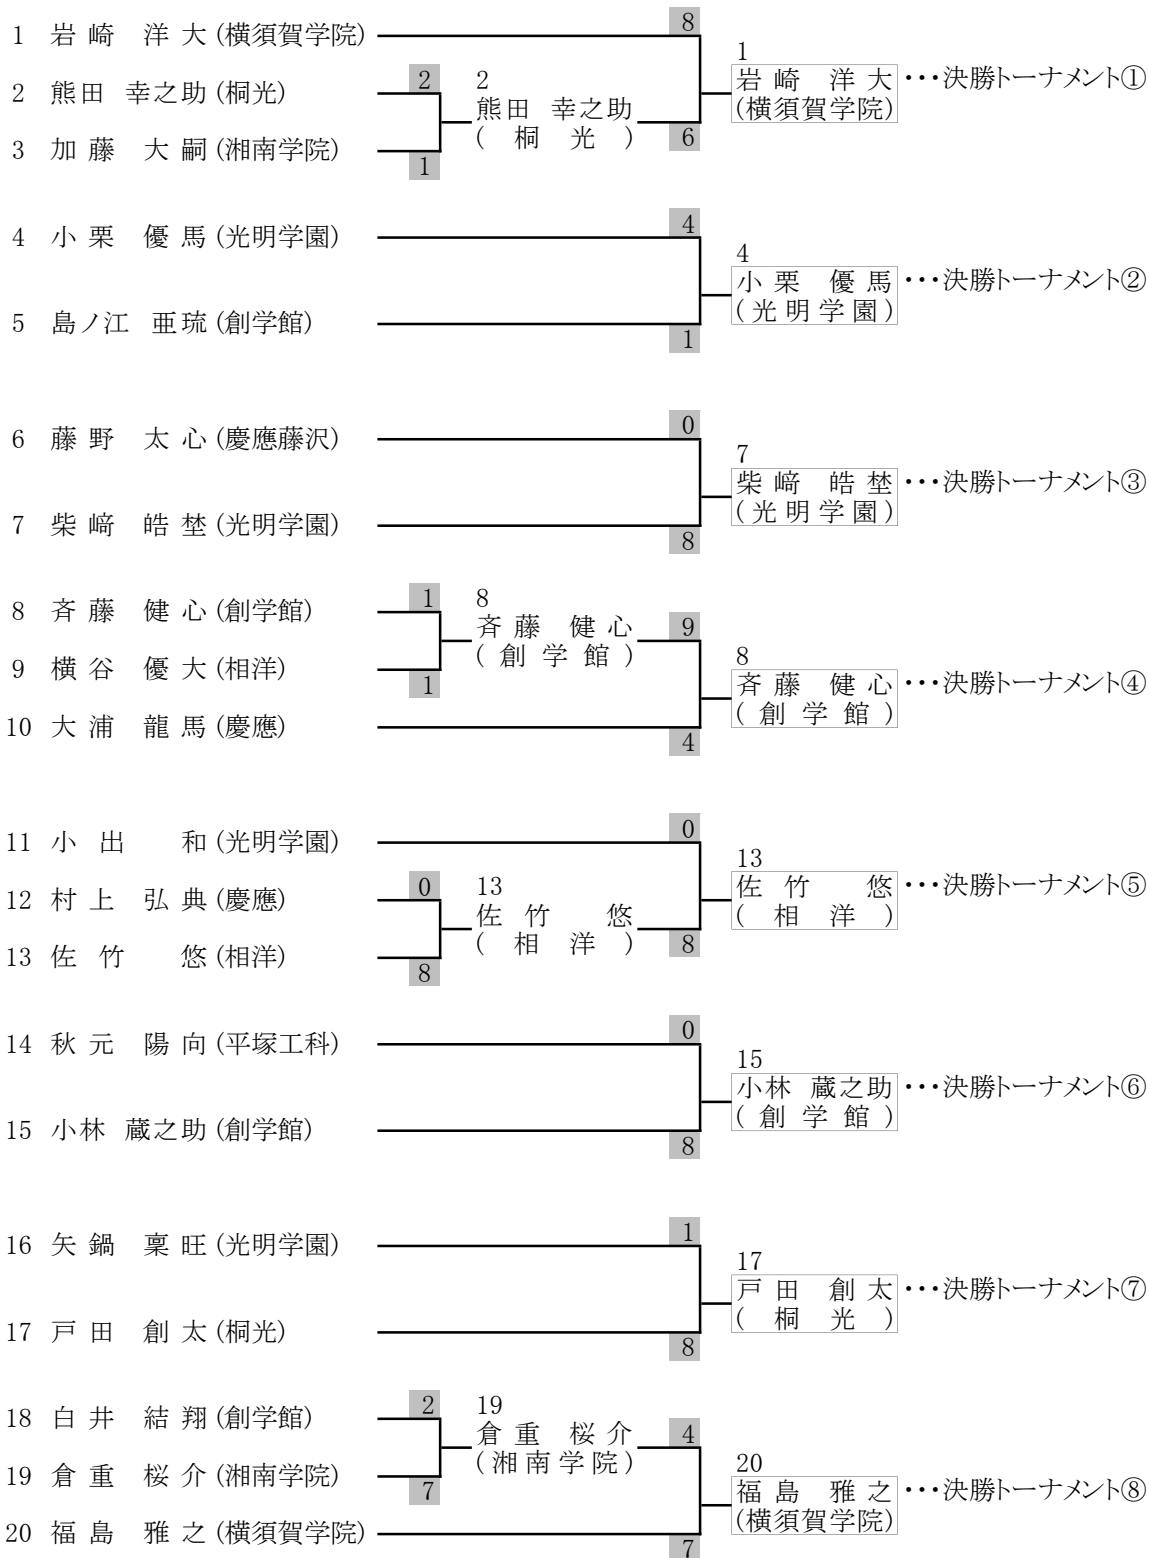 8
1 岩崎 洋大 (横須賀学院)
1
岩崎 洋大 ・・・決勝トーナメント①
(横須賀学院)
2 熊田 幸之助 (桐光)
2
2
熊田 幸之助
(桐光)
6
3 加藤 大嗣 (湘南学院)
1
4
4 小栗 優馬 (光明学園)
4
小栗 優馬 ・・・決勝トーナメント②
(光明学園)
5 島ノ江 亜琉 (創学館)
1
0
6 藤野 太心 (慶應藤沢)
7
柴﨑 皓埜 ・・・決勝トーナメント③
(光明学園)
7 柴﨑 皓埜 (光明学園)
8
8 斉藤 健心 (創学館)
1
8
斉藤 健心
(創学館)
9
9 横谷 優大 (相洋)
1
8
斉藤 健心 ・・・決勝トーナメント④
(創学館)
10 大浦 龍馬 (慶應)
4
0
11 小出 和 (光明学園)
13
佐竹 悠 ・・・決勝トーナメント⑤
(相洋)
12 村上 弘典 (慶應)
0
13
佐竹 悠
(相洋)
8
13 佐竹 悠 (相洋)
8
0
14 秋元 陽向 (平塚工科)
15
小林 蔵之助 ・・・決勝トーナメント⑥
(創学館)
15 小林 蔵之助 (創学館)
8
1
16 矢鍋 稟旺 (光明学園)
17
戸田 創太 ・・・決勝トーナメント⑦
(桐光)
17 戸田 創太 (桐光)
8
18 白井 結翔 (創学館)
2
19
倉重 桜介
(湘南学院)
4
19 倉重 桜介 (湘南学院)
7
20
福島 雅之 ・・・決勝トーナメント⑧
(横須賀学院)
20 福島 雅之 (横須賀学院)
7